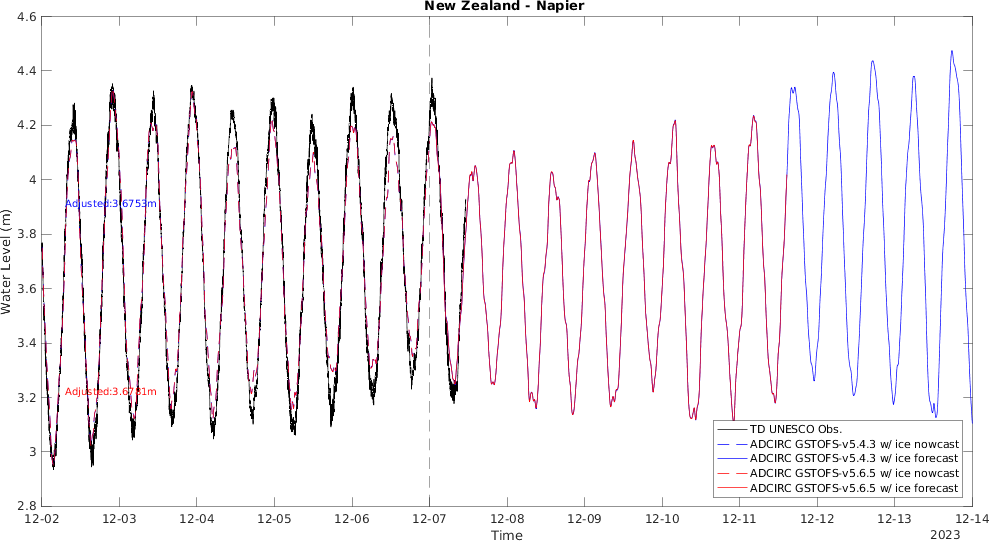 New Zealand - Napier
4.6
4.4
4.2
4
3.8
3.6
3.4
3.2
3
2.8
Water Level (m)
Adjusted:3.6753m
Adjusted:3.6781m
TD UNESCO Obs.
ADCIRC GSTOFS-v5.4.3 w/ ice nowcast
ADCIRC GSTOFS-v5.4.3 w/ ice forecast
ADCIRC GSTOFS-v5.6.5 w/ ice nowcast
ADCIRC GSTOFS-v5.6.5 w/ ice forecast
12-02 12-03 12-04 12-05 12-06 12-07 12-08 12-09 12-10 12-11 12-12 12-13 12-14
Time
2023